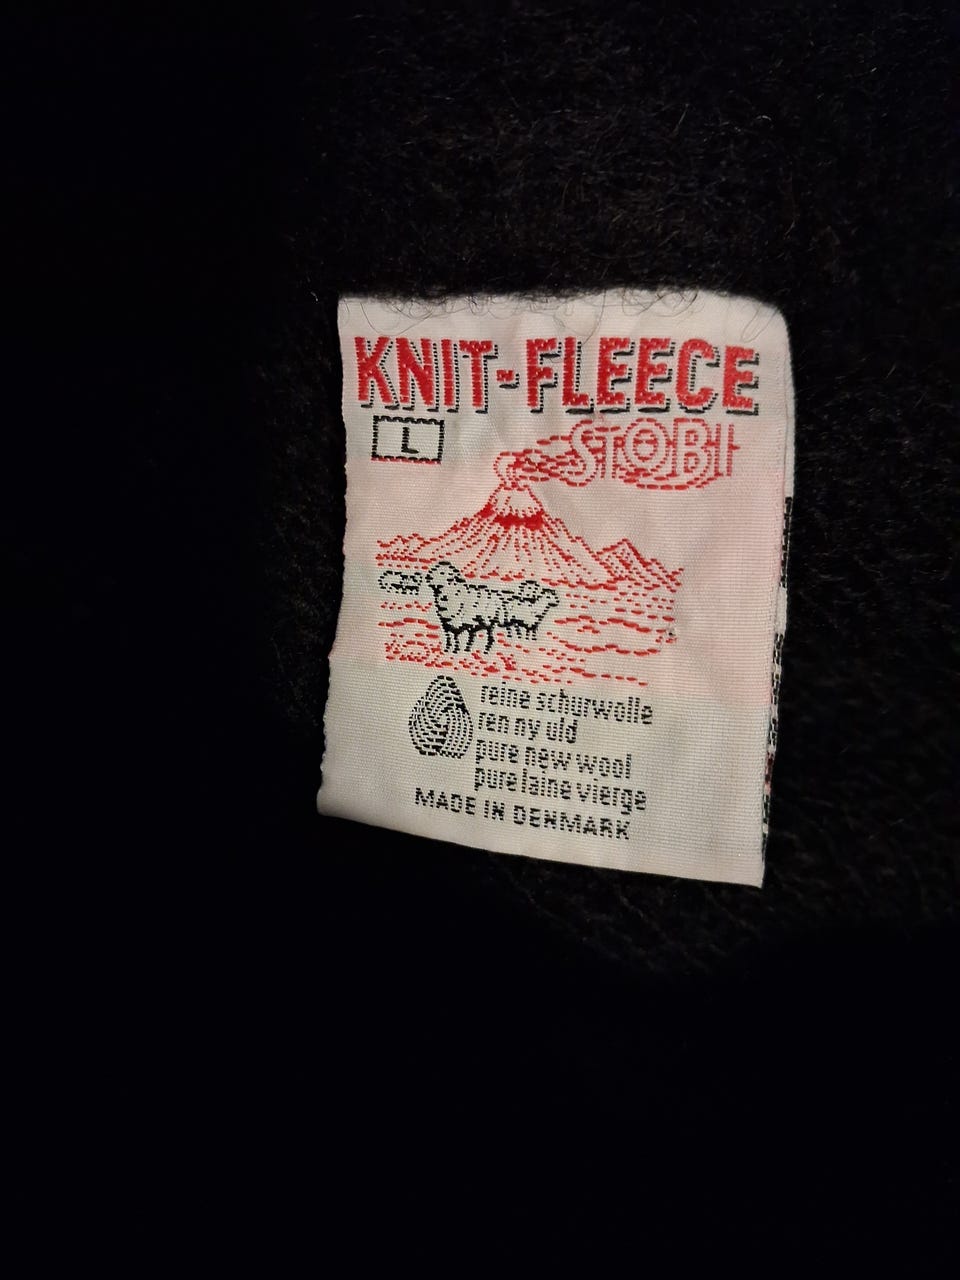 KNIT-FLEECE
L
STOBI
reine schurwolle
ren ny uld
pure new wool
pure laine vierge
MADE IN DENMARK